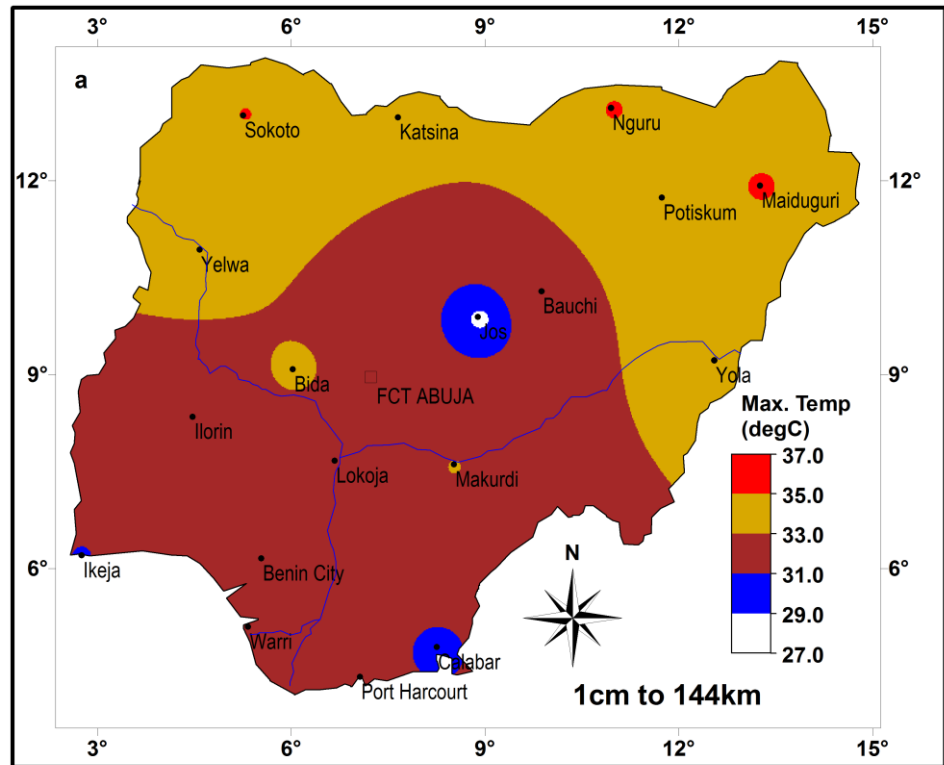 3° 6° 9° 12° 15°
a
Sokoto
Katsina
Nguru
12° 12°
Maiduguri
Potiskum
Yelwa
Bauchi
Jos
9° 9°
Bida
Yola
FCT ABUJA
Max. Temp
(degC)
Ilorin
37.0
Lokoja
Makurdi
35.0
33.0
6° 6°
Ikeja
Benin City
N
31.0
29.0
Warri
Calabar
27.0
Port Harcourt
1cm to 144km
3° 6° 9° 12° 15°